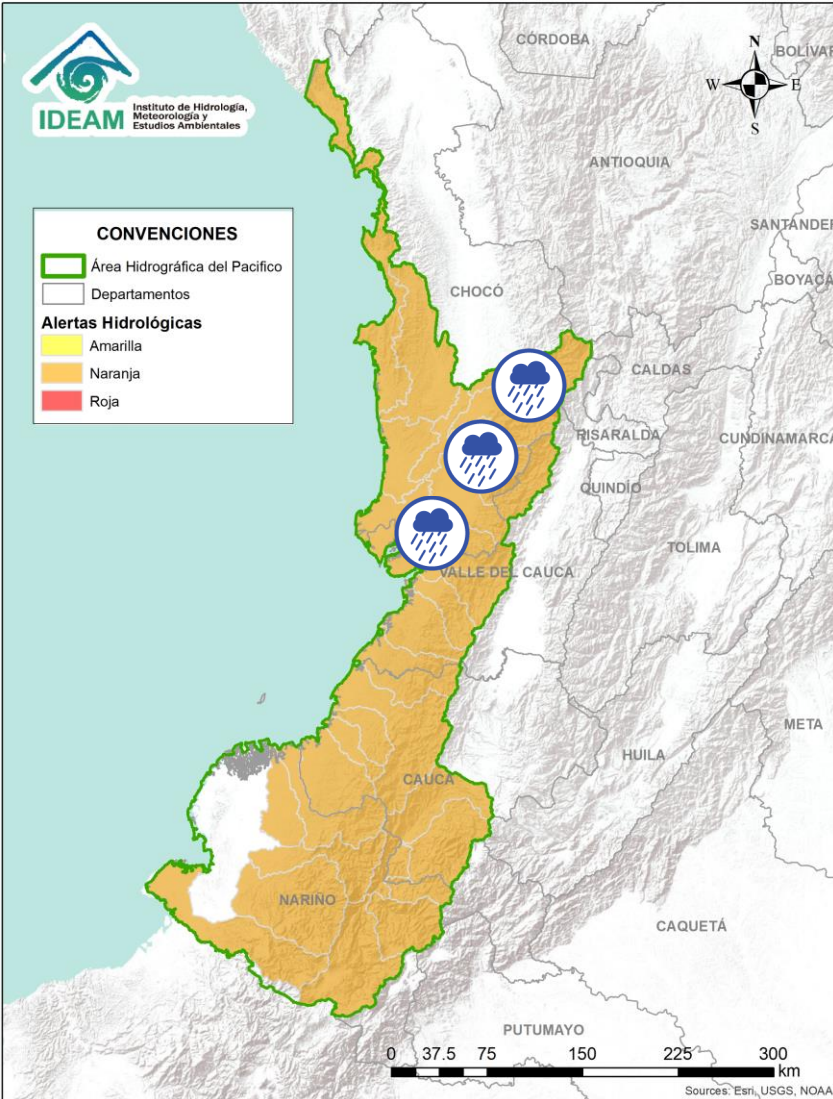 IDEAM
Instituto de Hidrología,
Meteorología y
Estudios Ambientales
N
W
E
S
CONVENCIONES
Área Hidrográfica del Pacifico
Departamentos
Alertas Hidrológicas
Amarilla
Naranja
Roja
CÓRDOBA
BOLÍVAR
ANTIOQUIA
SANTANDER
BOYACÁ
CHOCÓ
CALDAS
RISARALDA
CUNDINAMARCA
QUINDÍO
TOLIMA
VALLE DEL CAUCA
META
HUILA
CAUCA
NARIÑO
CAQUETÁ
PUTUMAYO
0 37.5 75 150 225 300
km
Sources: Esri, USGS, NOAA